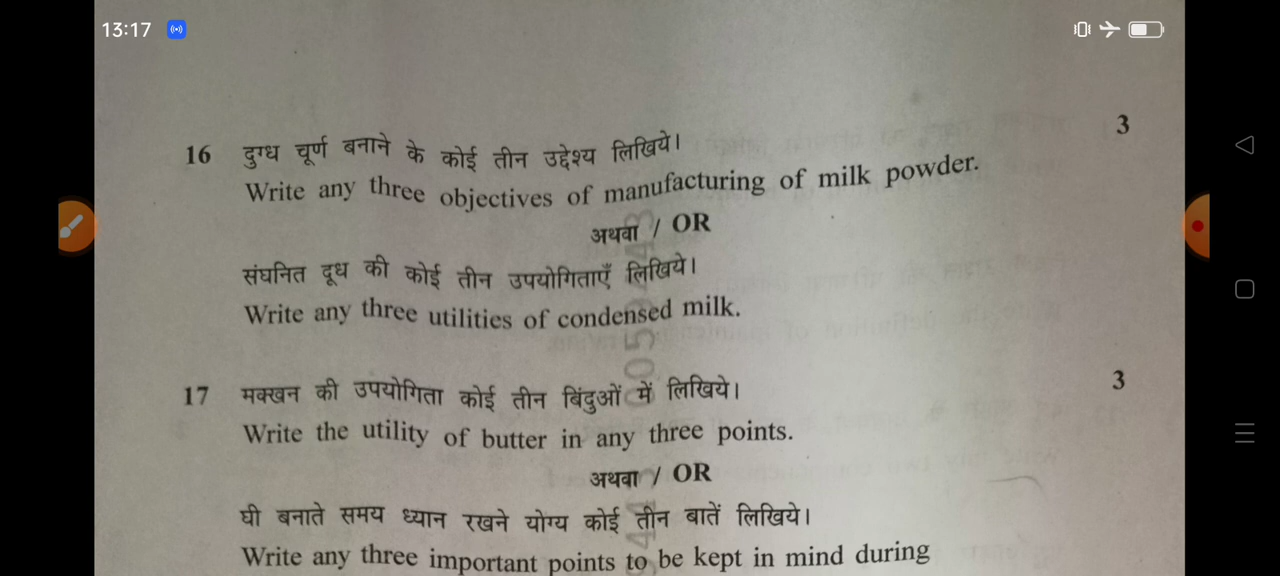 13:17
3
16 दुग्ध चूर्ण बनाने के कोई तीन उद्देश्य लिखिये।
Write any three objectives of manufacturing of milk powder.
अथवा / OR
संघनित दूध की कोई तीन उपयोगिताएँ लिखिये।
Write any three utilities of condensed milk.
17 मक्खन की उपयोगिता कोई तीन बिंदुओं में लिखिये। 3
Write the utility of butter in any three points.
अथवा / OR
घी बनाते समय ध्यान रखने योग्य कोई तीन बातें लिखिये।
Write any three important points to be kept in mind during